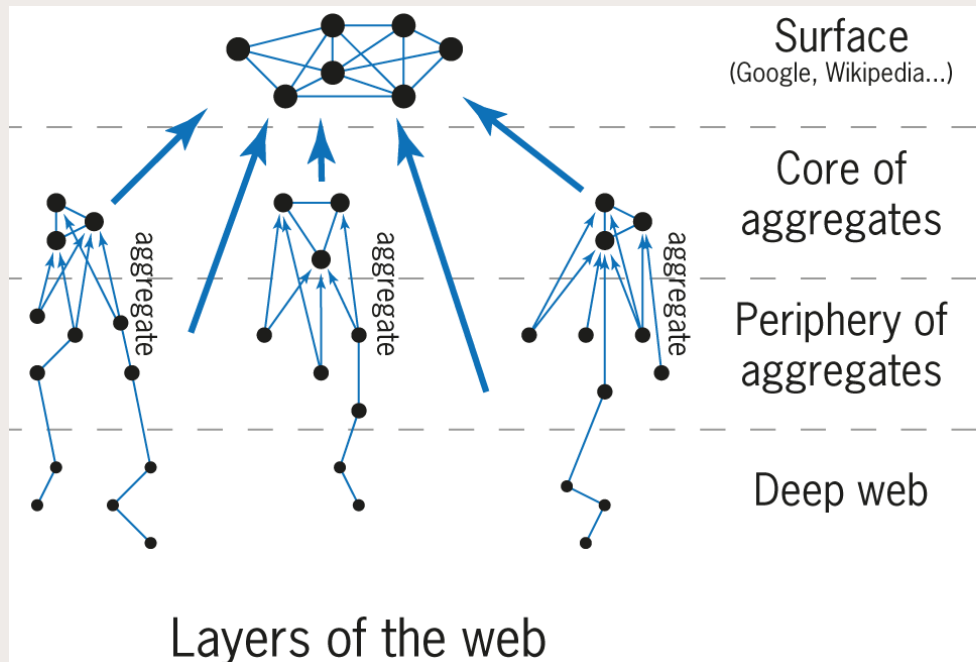 Surface
(Google, Wikipedia...)
Core of
aggregates
aggregate
aggregate
aggregate
Periphery of
aggregates
Deep web
Layers of the web